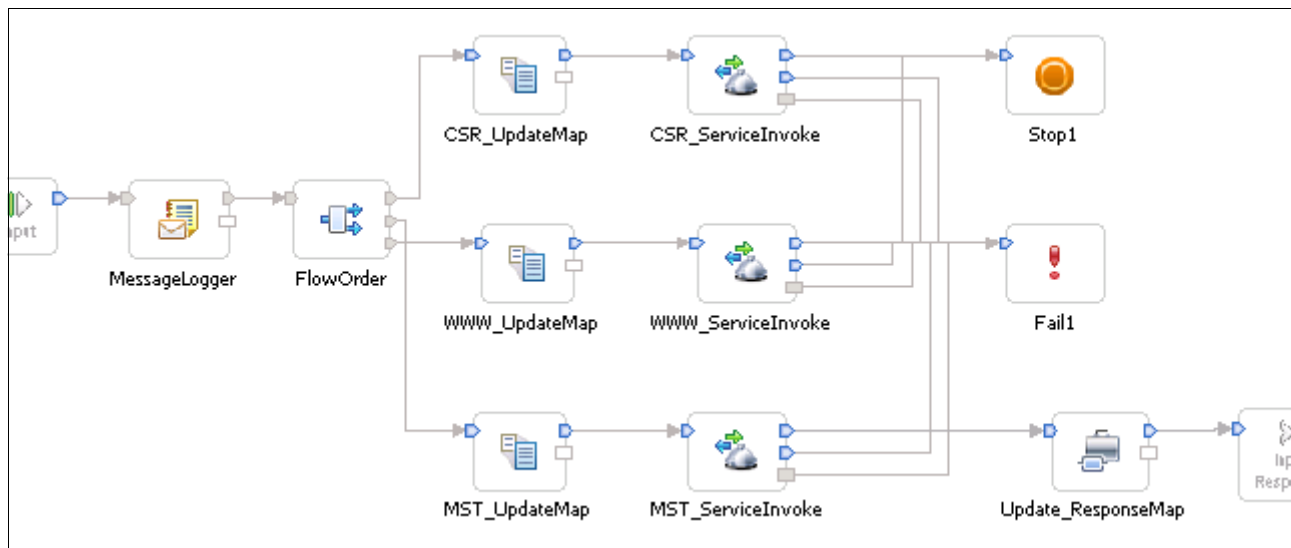 CSR_UpdateMap
CSR_ServiceInvoke
Stop1
MessageLogger
FlowOrder
WWW_UpdateMap
WWW_ServiceInvoke
Fail1
MST_UpdateMap
MST_ServiceInvoke
Update_ResponseMap